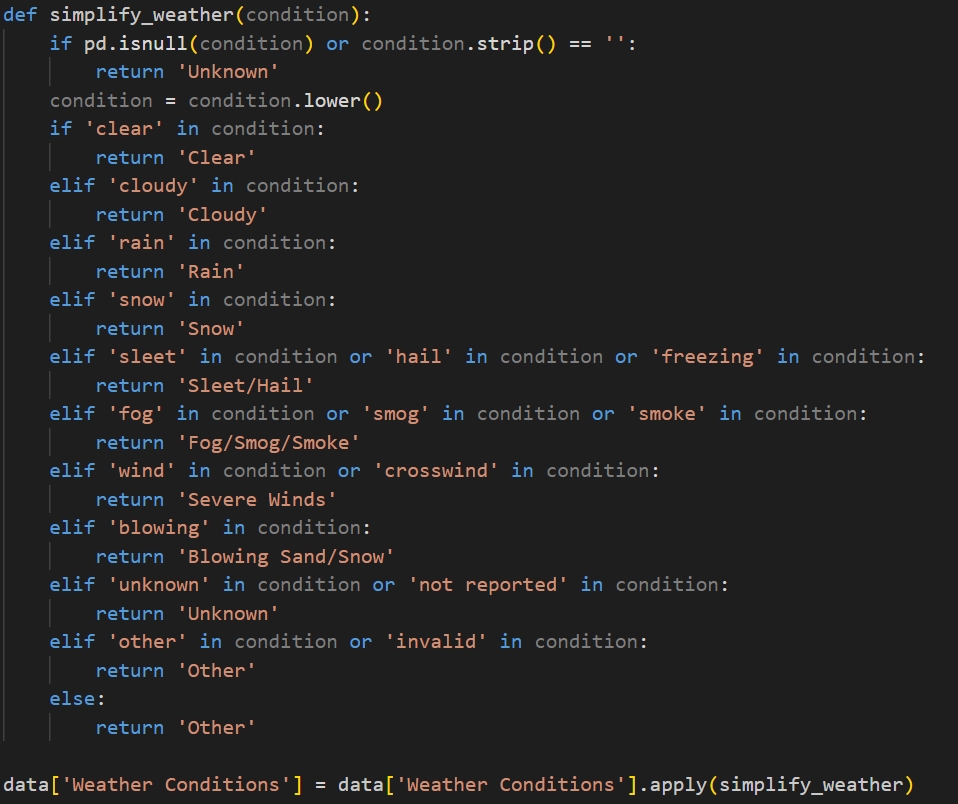 def simplify_weather(condition):
    if pd.isnull(condition) or condition.strip() == '':
        return 'Unknown'
    condition = condition.lower()
    if 'clear' in condition:
        return 'Clear'
    elif 'cloudy' in condition:
        return 'Cloudy'
    elif 'rain' in condition:
        return 'Rain'
    elif 'snow' in condition:
        return 'Snow'
    elif 'sleet' in condition or 'hail' in condition or 'freezing' in condition:
        return 'Sleet/Hail'
    elif 'fog' in condition or 'smog' in condition or 'smoke' in condition:
        return 'Fog/Smog/Smoke'
    elif 'wind' in condition or 'crosswind' in condition:
        return 'Severe Winds'
    elif 'blowing' in condition:
        return 'Blowing Sand/Snow'
    elif 'unknown' in condition or 'not reported' in condition:
        return 'Unknown'
    elif 'other' in condition or 'invalid' in condition:
        return 'Other'
    else:
        return 'Other'

data['Weather Conditions'] = data['Weather Conditions'].apply(simplify_weather)